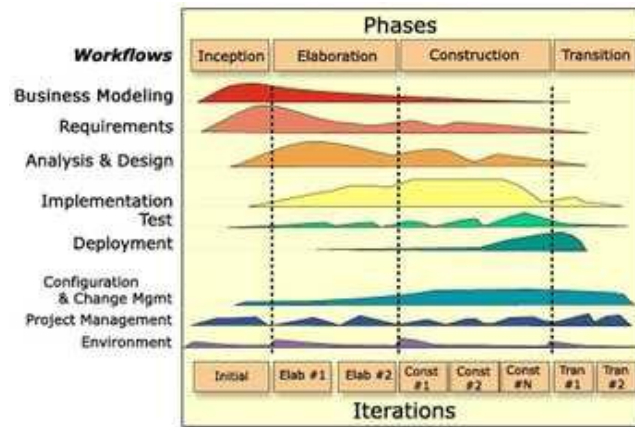 Phases
Workflows Inception Elaboration Construction Transition
Business Modeling
Requirements
Analysis & Design
Implementation
Test
Deployment
Configuration
& Change Mgmt
Project Management
Environment
Initial Elab #1 Elab #2 Const #1 Const #2 Const #N Tran #1 Tran #2
Iterations